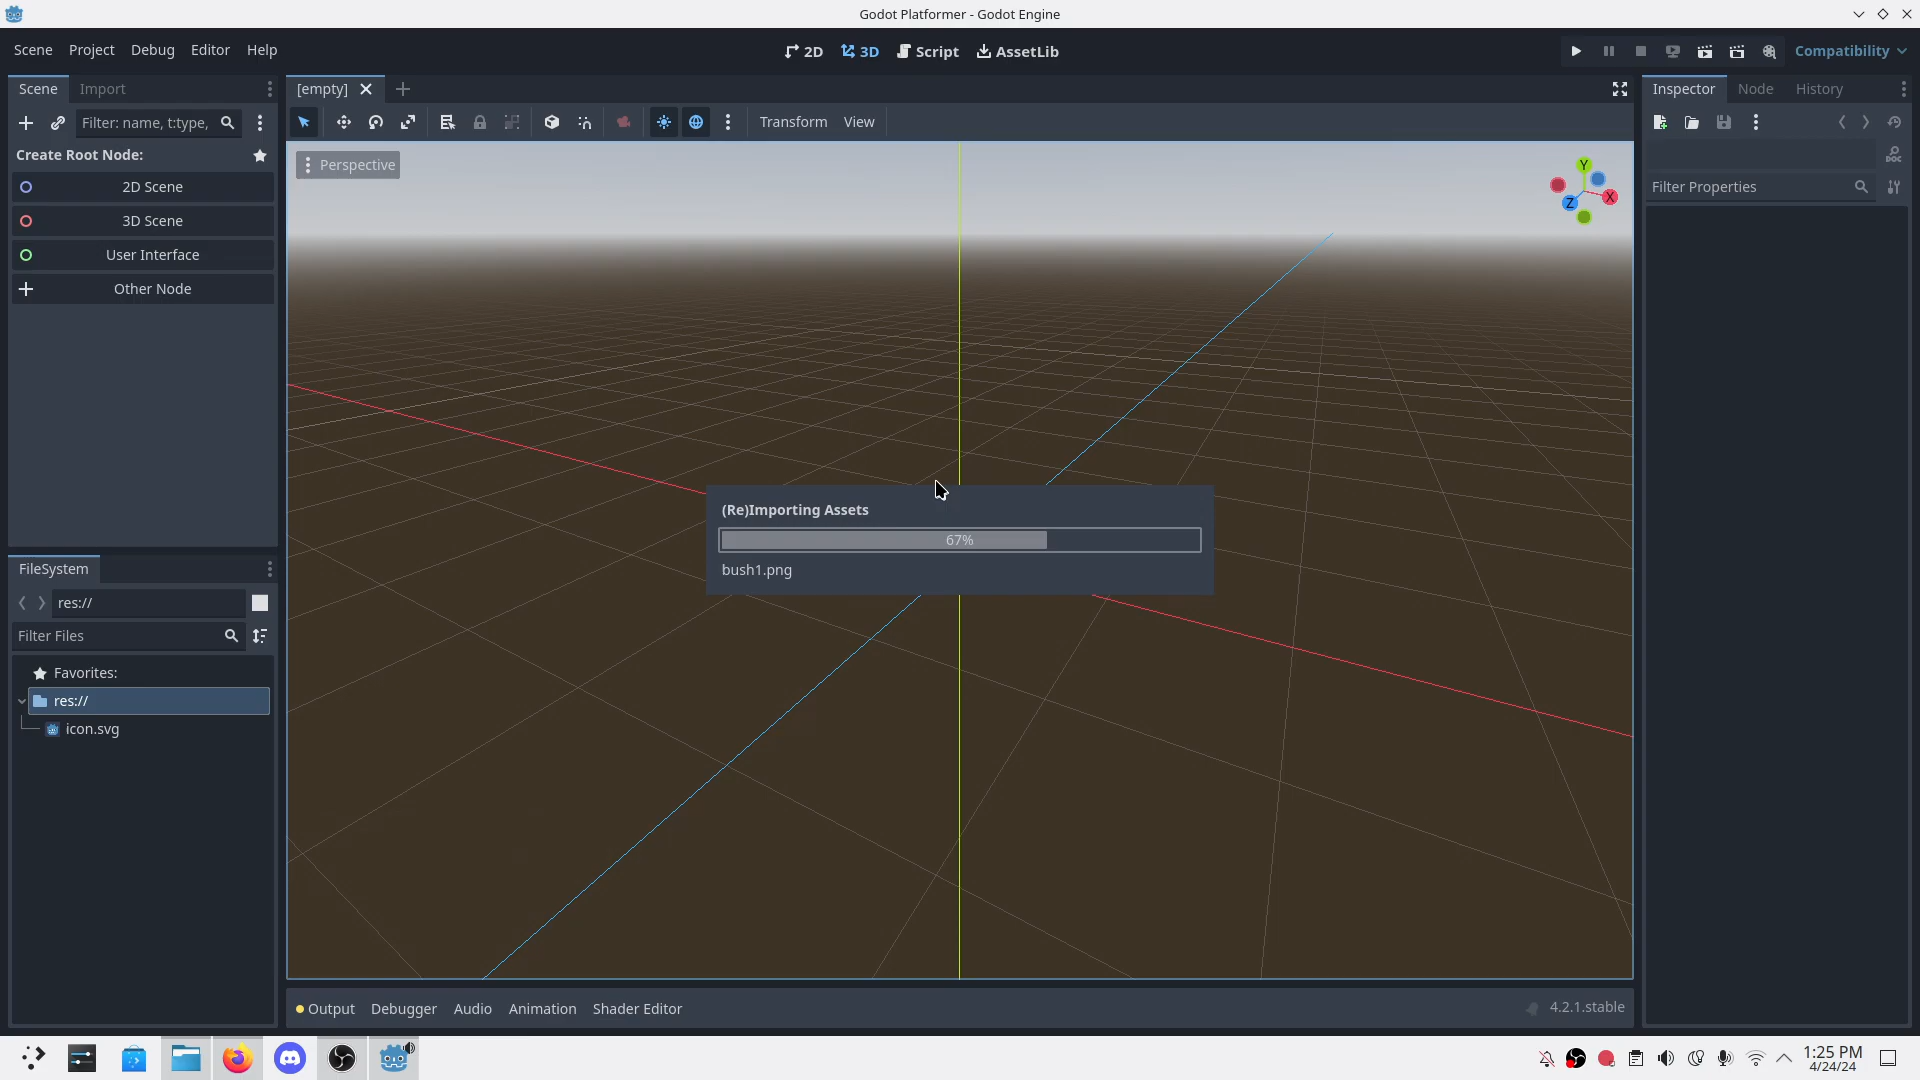 Godot Platformer - Godot Engine
Scene Project Debug Editor Help
2D 3D Script AssetLib
Compatibility
Scene Import
[empty]
Inspector Node History
Filter: name, t:type,
Transform View
Create Root Node:
Perspective
2D Scene
3D Scene
User Interface
Other Node
Y
X
Z
DOC
Filter Properties
(Re)Importing Assets
67%
bush1.png
FileSystem
res://
Filter Files
Favorites:
res://
icon.svg
Output Debugger Audio Animation Shader Editor
4.2.1.stable
1:25 PM
4/24/24